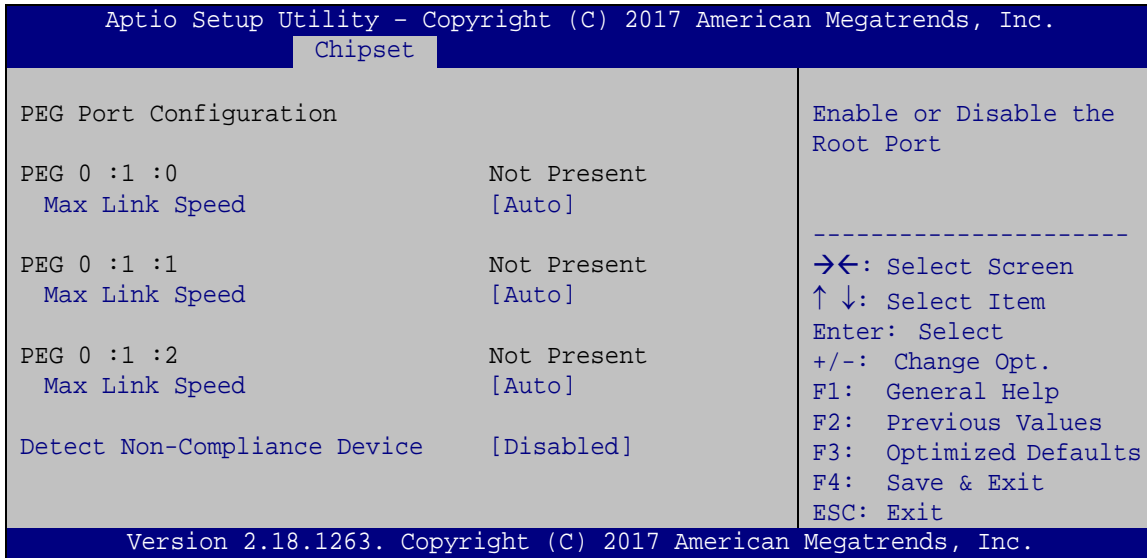 Aptio Setup Utility – Copyright (C) 2017 American Megatrends, Inc.
Chipset
PEG Port Configuration
PEG 0 :1 :0 Not Present
Max Link Speed [Auto]
PEG 0 :1 :1 Not Present
Max Link Speed [Auto]
PEG 0 :1 :2 Not Present
Max Link Speed [Auto]
Detect Non-Compliance Device [Disabled]
Enable or Disable the
Root Port
----------------------
→←: Select Screen
↑ ↓: Select Item
Enter: Select
+/-: Change Opt.
F1: General Help
F2: Previous Values
F3: Optimized Defaults
F4: Save & Exit
ESC: Exit
Version 2.18.1263. Copyright (C) 2017 American Megatrends, Inc.